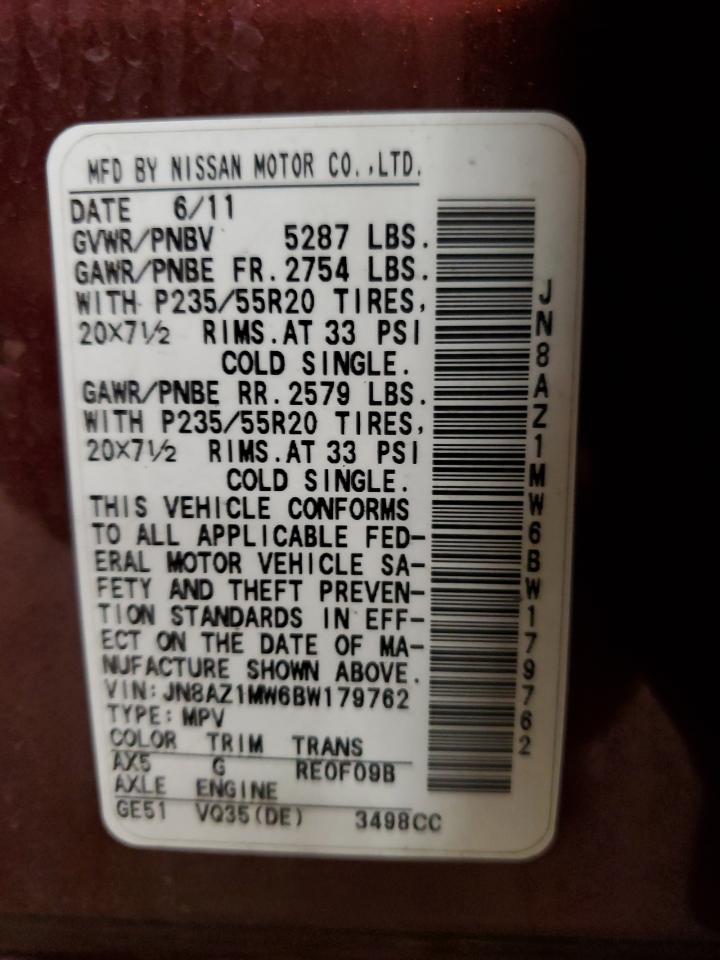 MFD BY NISSAN MOTOR CO.,LTD.
DATE 6/11
GVWR/PNBV 5287 LBS.
GAWR/PNBE FR.2754 LBS.
WITH P235/55R20 TIRES,
20×7½ RIMS.AT 33 PSI
COLD SINGLE.
GAWR/PNBE RR.2579 LBS.
WITH P235/55R20 TIRES,
20×7½ RIMS.AT 33 PSI
COLD SINGLE.
THIS VEHICLE CONFORMS
TO ALL APPLICABLE FED-
ERAL MOTOR VEHICLE SA-
FETY AND THEFT PREVEN-
TION STANDARDS IN EFF-
ECT ON THE DATE OF MA-
NUFACTURE SHOWN ABOVE.
VIN:JN8AZ1MW6BW179762
TYPE:MPV
COLOR TRIM TRANS
AX5 G RE0F09B
AXLE ENGINE
GE51 VQ35(DE) 3498CC
JN8AZ1MW6BW179762